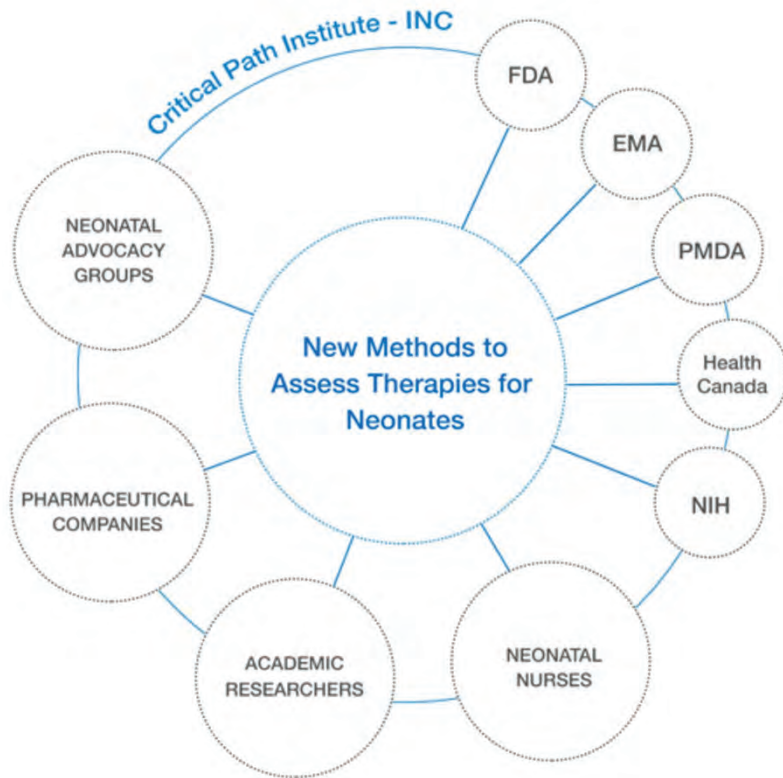 Critical Path Institute - INC
FDA
EMA
PMDA
Health
Canada
NIH
NEONATAL
NURSES
ACADEMIC
RESEARCHERS
PHARMACEUTICAL
COMPANIES
NEONATAL
ADVOCACY
GROUPS
New Methods to
Assess Therapies for
Neonates